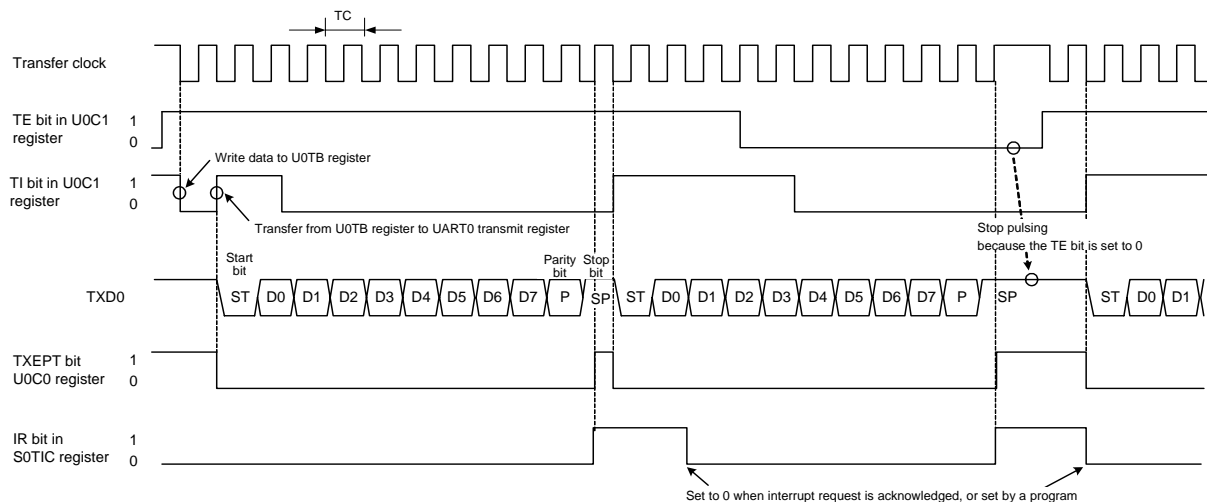 TC
Transfer clock
TE bit in U0C1
register
1
0
Write data to U0TB register
TI bit in U0C1
register
1
0
Transfer from U0TB register to UART0 transmit register
Stop pulsing
because the TE bit is set to 0
Start
bit
Parity
bit
Stop
bit
TXD0
ST D0 D1 D2 D3 D4 D5 D6 D7 P SP ST D0 D1 D2 D3 D4 D5 D6 D7 P SP ST D0 D1
TXEPT bit
U0C0 register
1
0
IR bit in
S0TIC register
1
0
Set to 0 when interrupt request is acknowledged, or set by a program